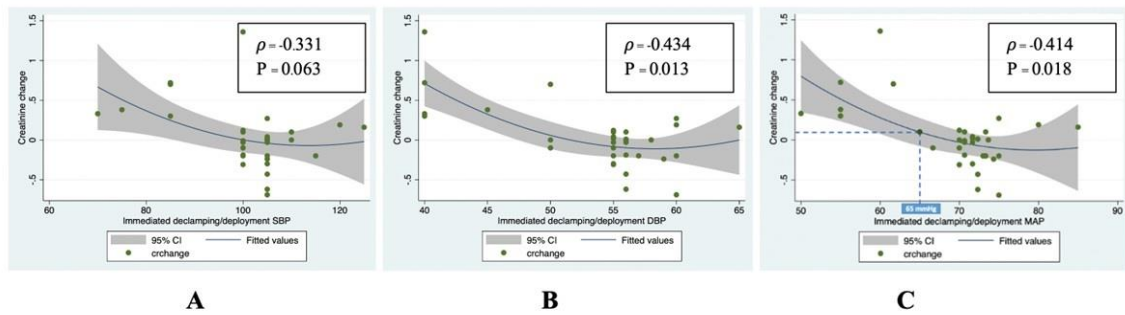 ρ = -0.331
P = 0.063
Creatinine change
1.5
1
.5
0
-.5
60
80
100
120
Immediated declamping/deployment SBP
95% CI
Fitted values
crchange
A
ρ = -0.434
P = 0.013
Creatinine change
1.5
1
.5
0
-.5
40
45
50
55
60
65
Immediated declamping/deployment DBP
95% CI
Fitted values
crchange
B
ρ = -0.414
P = 0.018
Creatinine change
1.5
1
.5
0
-.5
65 mmHg
50
60
70
80
90
Immediated declamping/deployment MAP
95% CI
Fitted values
crchange
C